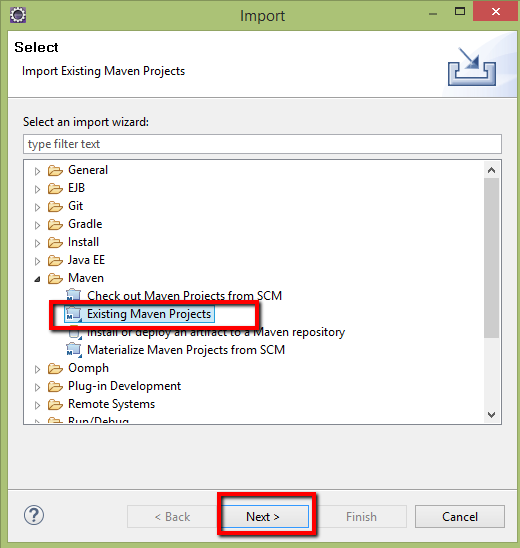 Import
Select
Import Existing Maven Projects
Select an import wizard:
type filter text
General
EJB
Git
Gradle
Install
Java EE
Maven
Check out Maven Projects from SCM
Existing Maven Projects
Install or deploy an artifact to a Maven repository
Materialize Maven Projects from SCM
Oomph
Plug-in Development
Remote Systems
Run/Debug
? < Back Next > Finish Cancel